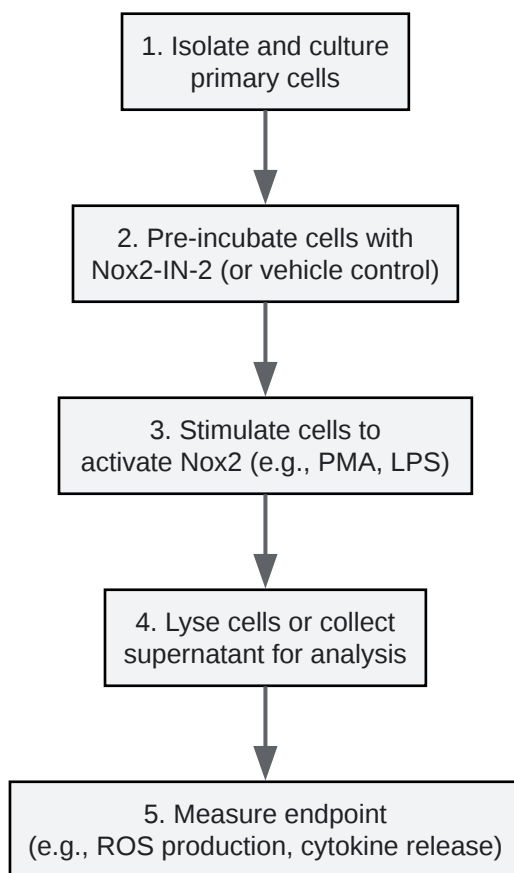 1. Isolate and culture
primary cells
2. Pre-incubate cells with
Nox2-IN-2 (or vehicle control)
3. Stimulate cells to
activate Nox2 (e.g., PMA, LPS)
4. Lyse cells or collect
supernatant for analysis
5. Measure endpoint
(e.g., ROS production, cytokine release)